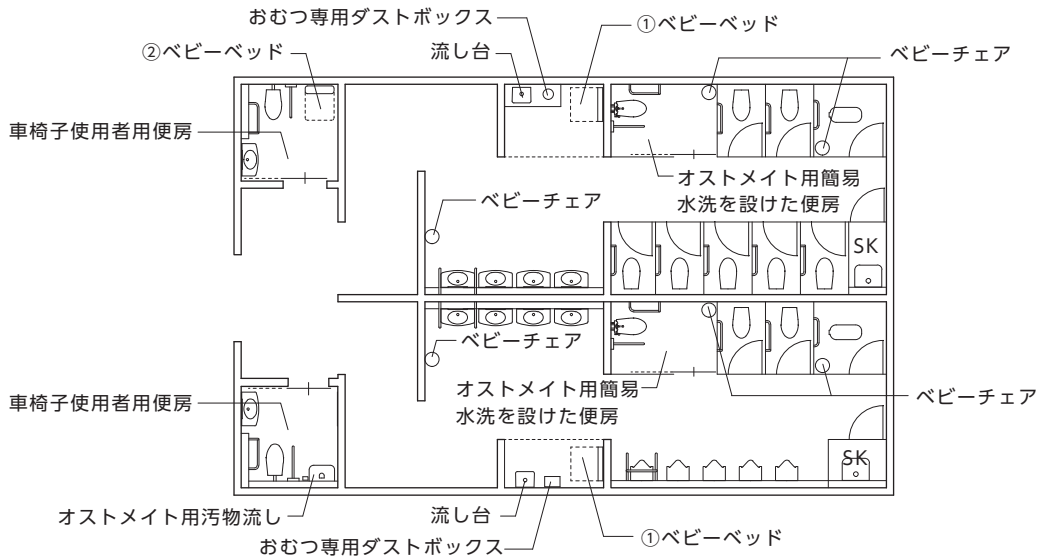 おむつ専用ダストボックス
①ベビーベッド
②ベビーベッド
流し台
ベビーチェア
車椅子使用者用便房
オストメイト用簡易
水洗を設けた便房
ベビーチェア
SK
ベビーチェア
オストメイト用簡易
水洗を設けた便房
車椅子使用者用便房
ベビーチェア
SK
オストメイト用汚物流し
流し台
①ベビーベッド
おむつ専用ダストボックス